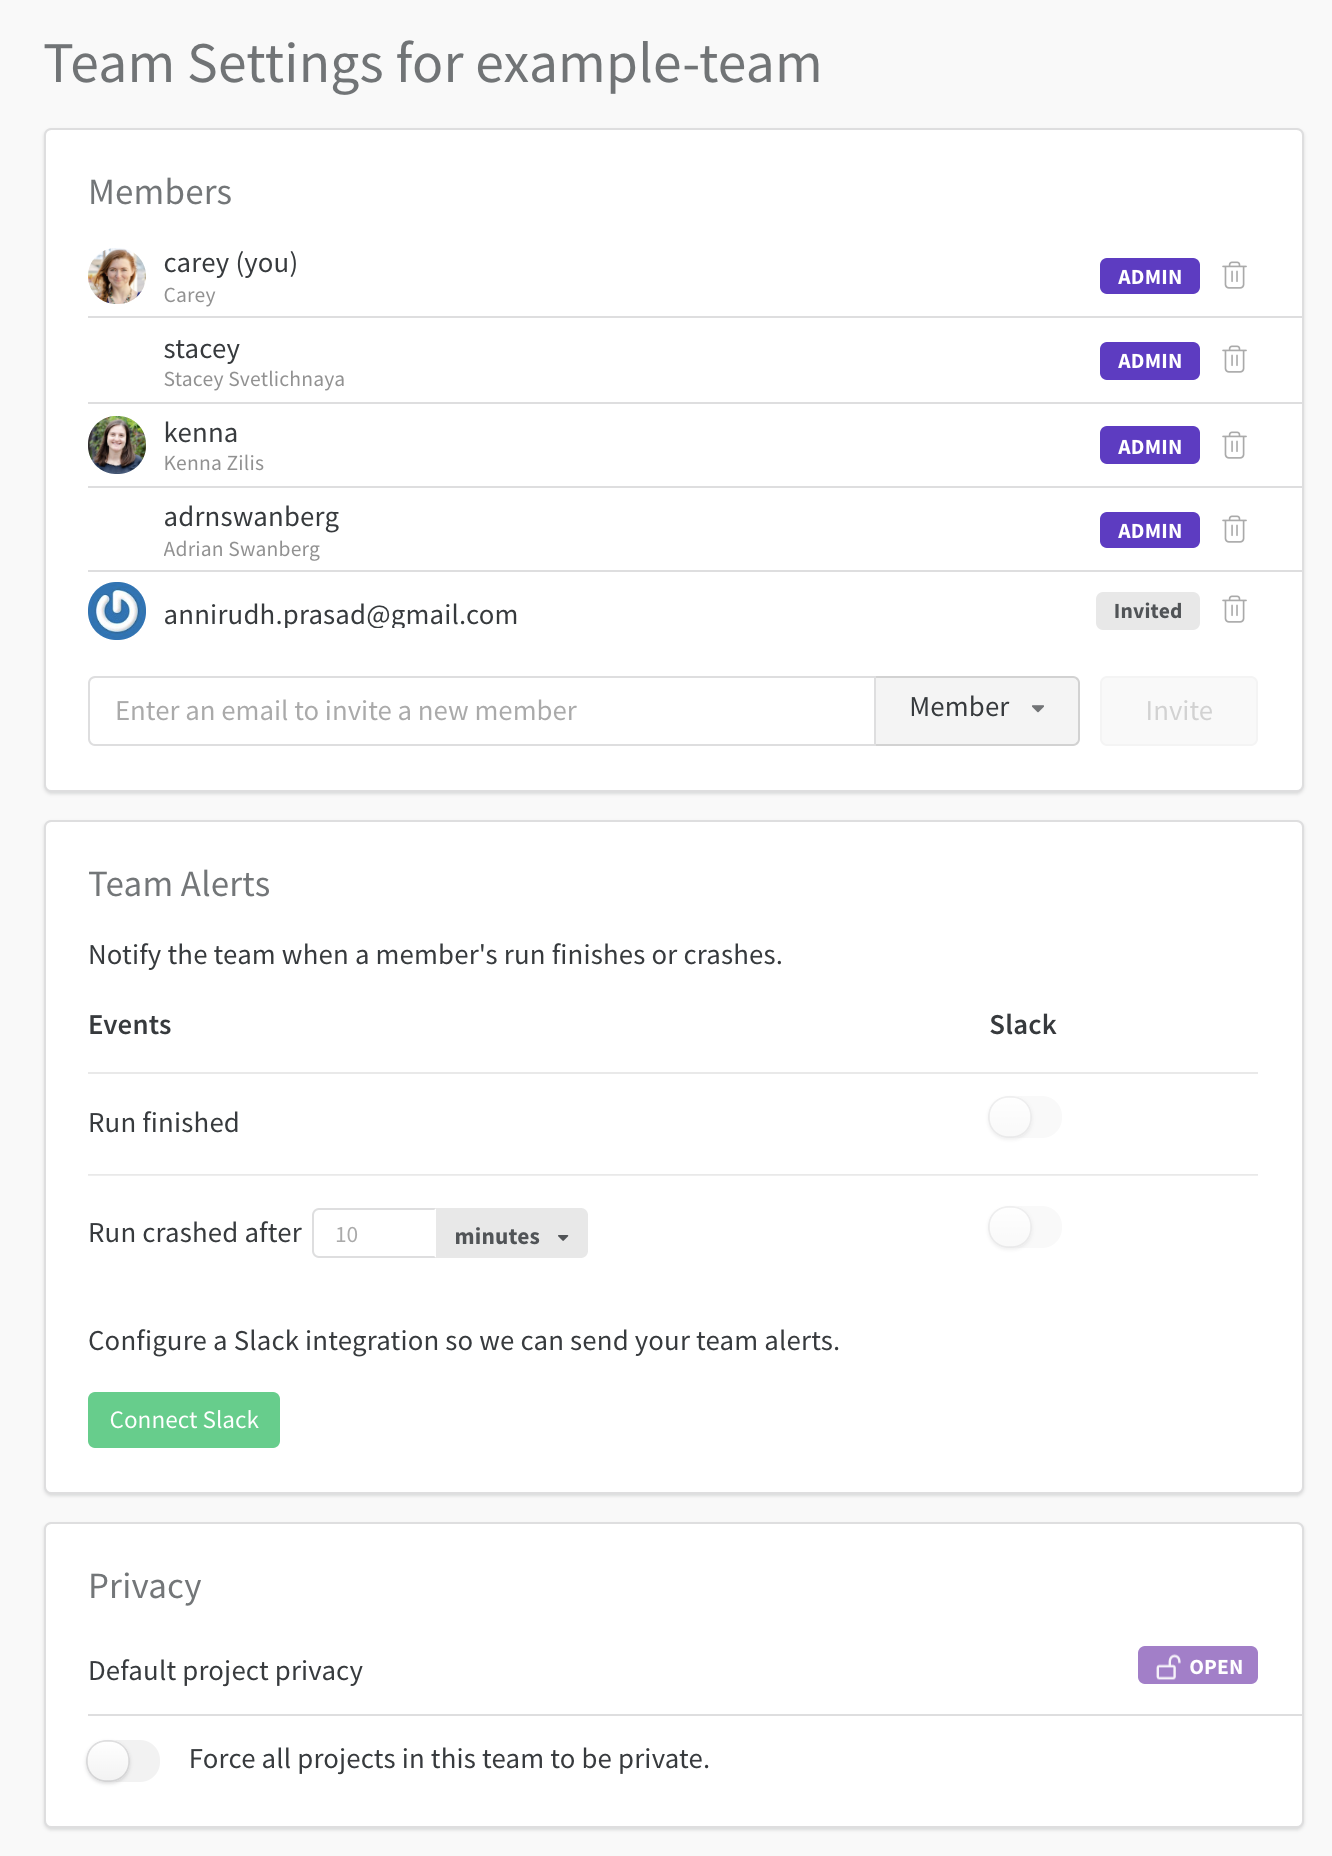 Team Settings for example-team
Members
carey (you)
Carey
ADMIN
stacey
Stacey Svetlichnaya
ADMIN
kenna
Kenna Zilis
ADMIN
adrnswanberg
Adrian Swanberg
ADMIN
annirudh.prasad@gmail.com
Invited
Enter an email to invite a new member
Member
Invite
Team Alerts
Notify the team when a member's run finishes or crashes.
Events
Slack
Run finished
Run crashed after 10 minutes
Configure a Slack integration so we can send your team alerts.
Connect Slack
Privacy
Default project privacy
OPEN
Force all projects in this team to be private.